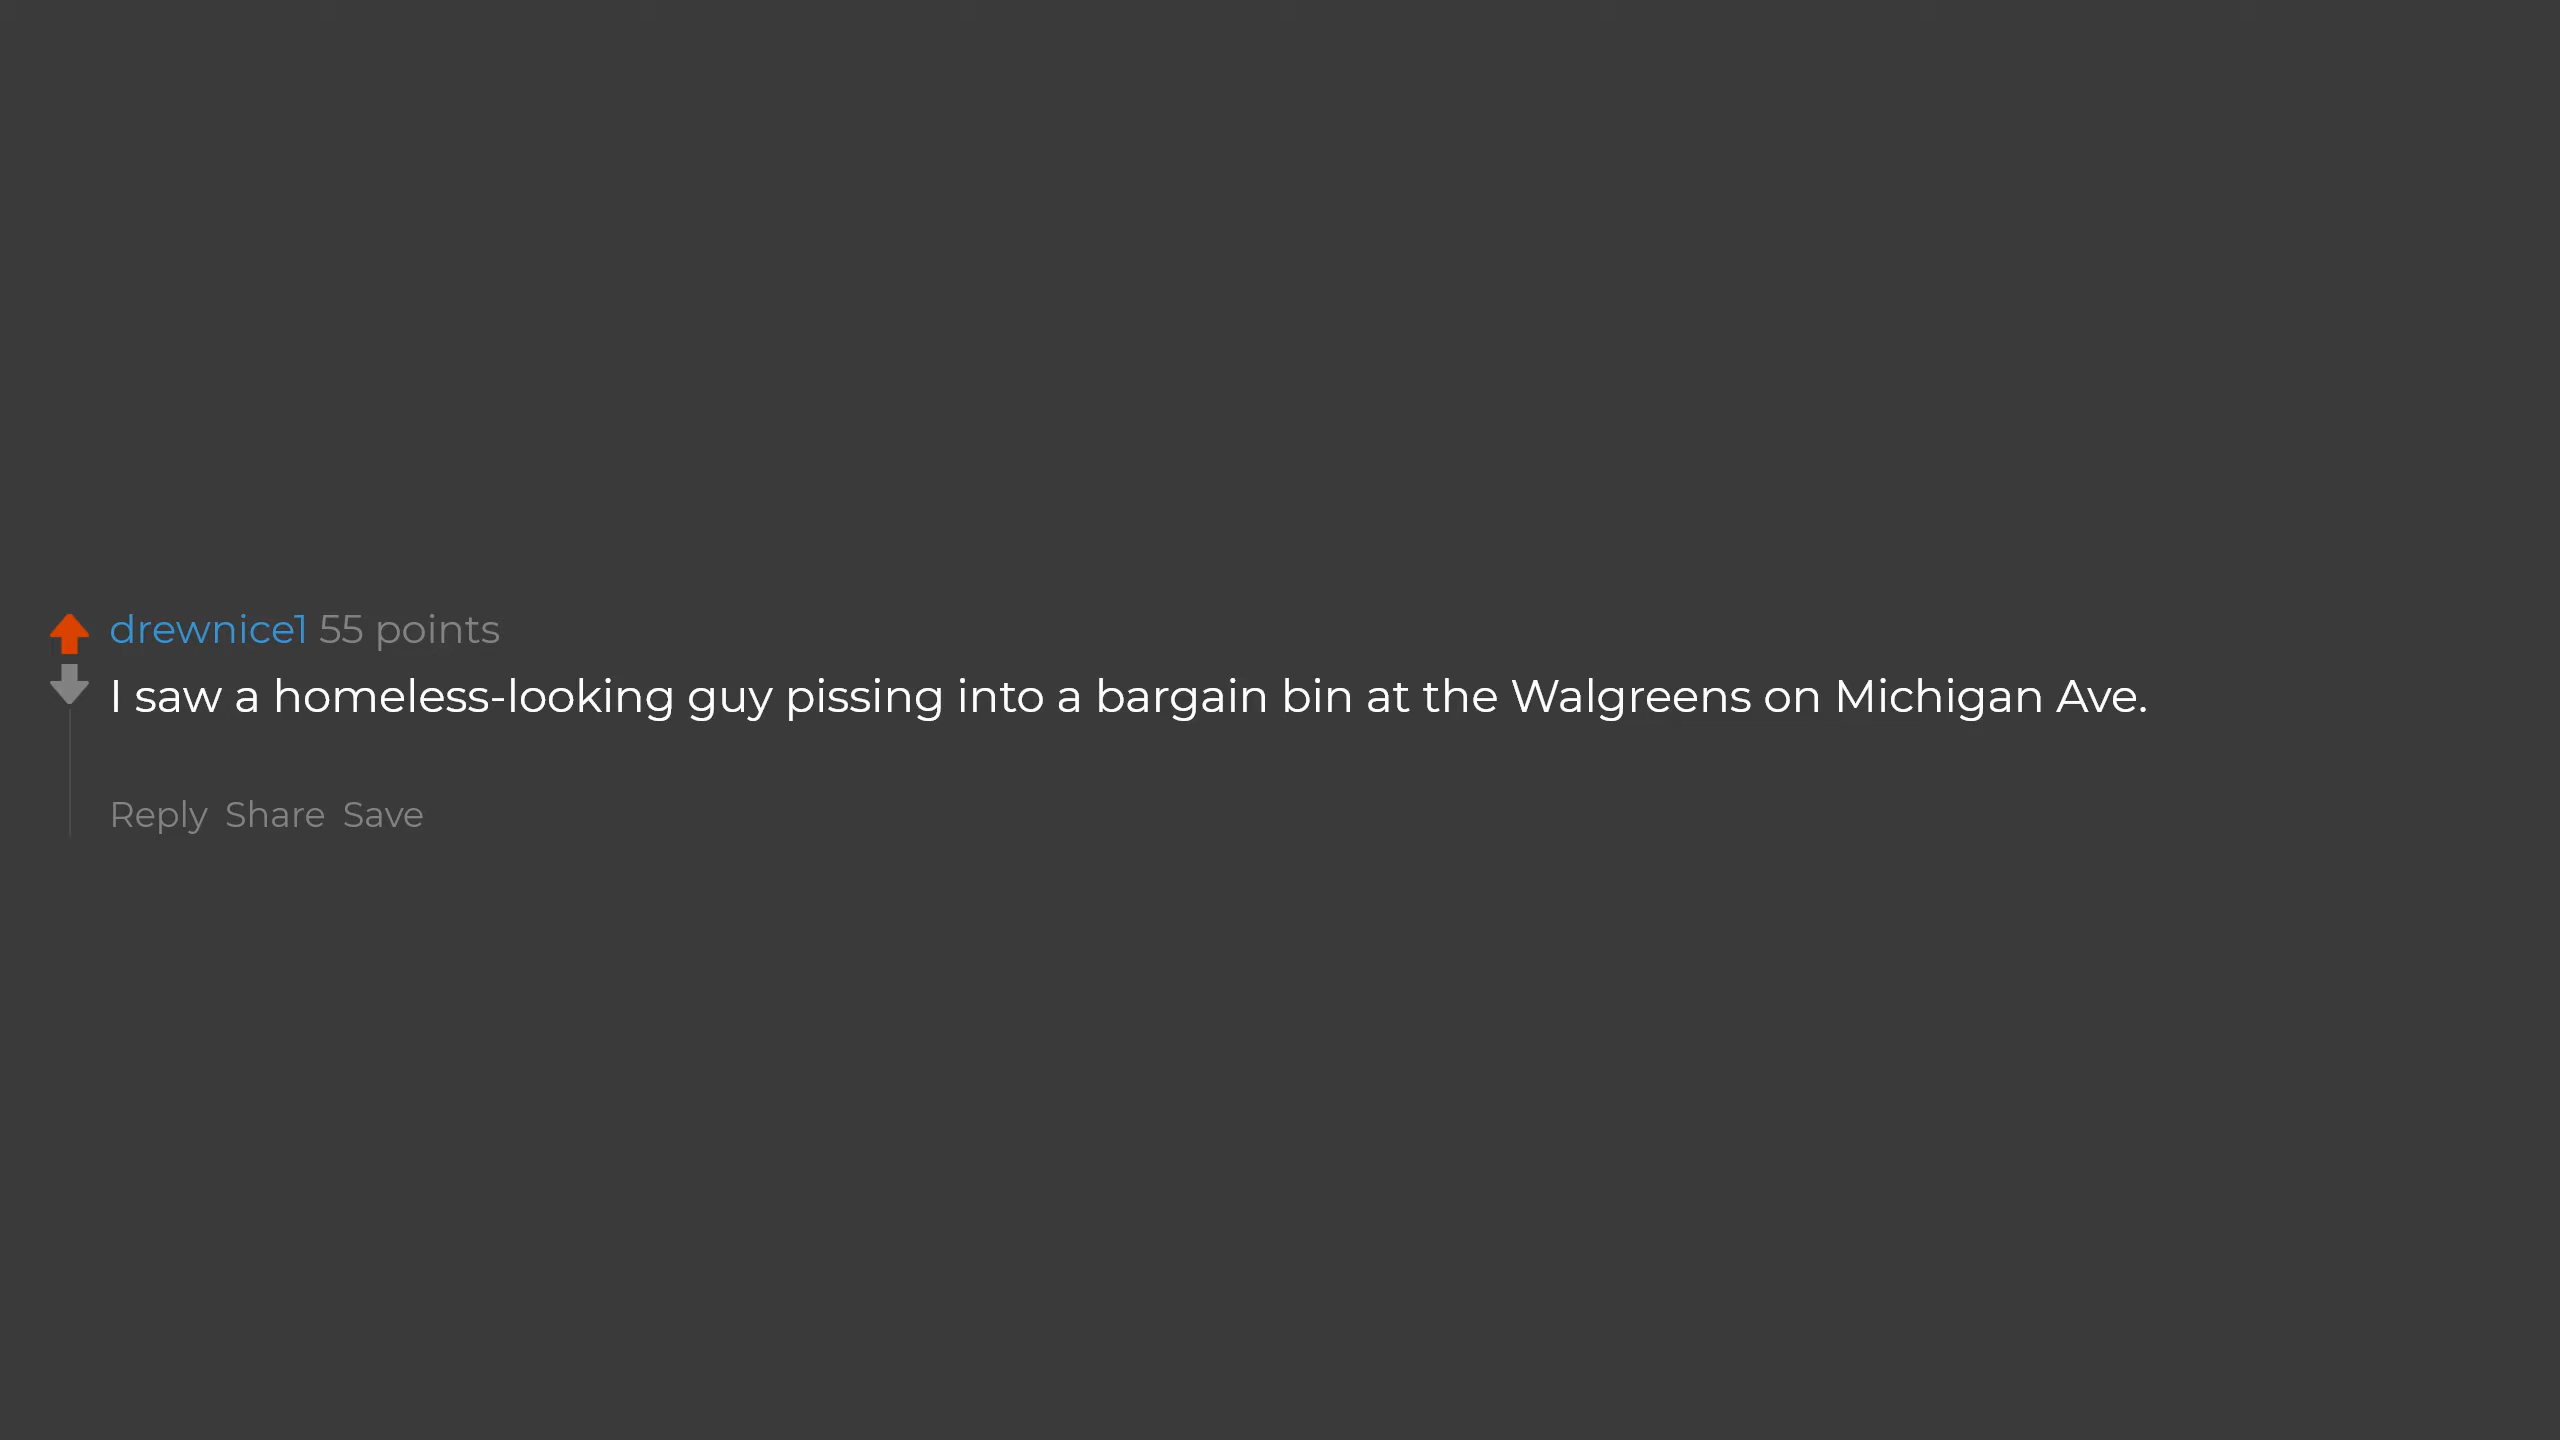 drewnice1 55 points
I saw a homeless-looking guy pissing into a bargain bin at the Walgreens on Michigan Ave.
Reply Share Save